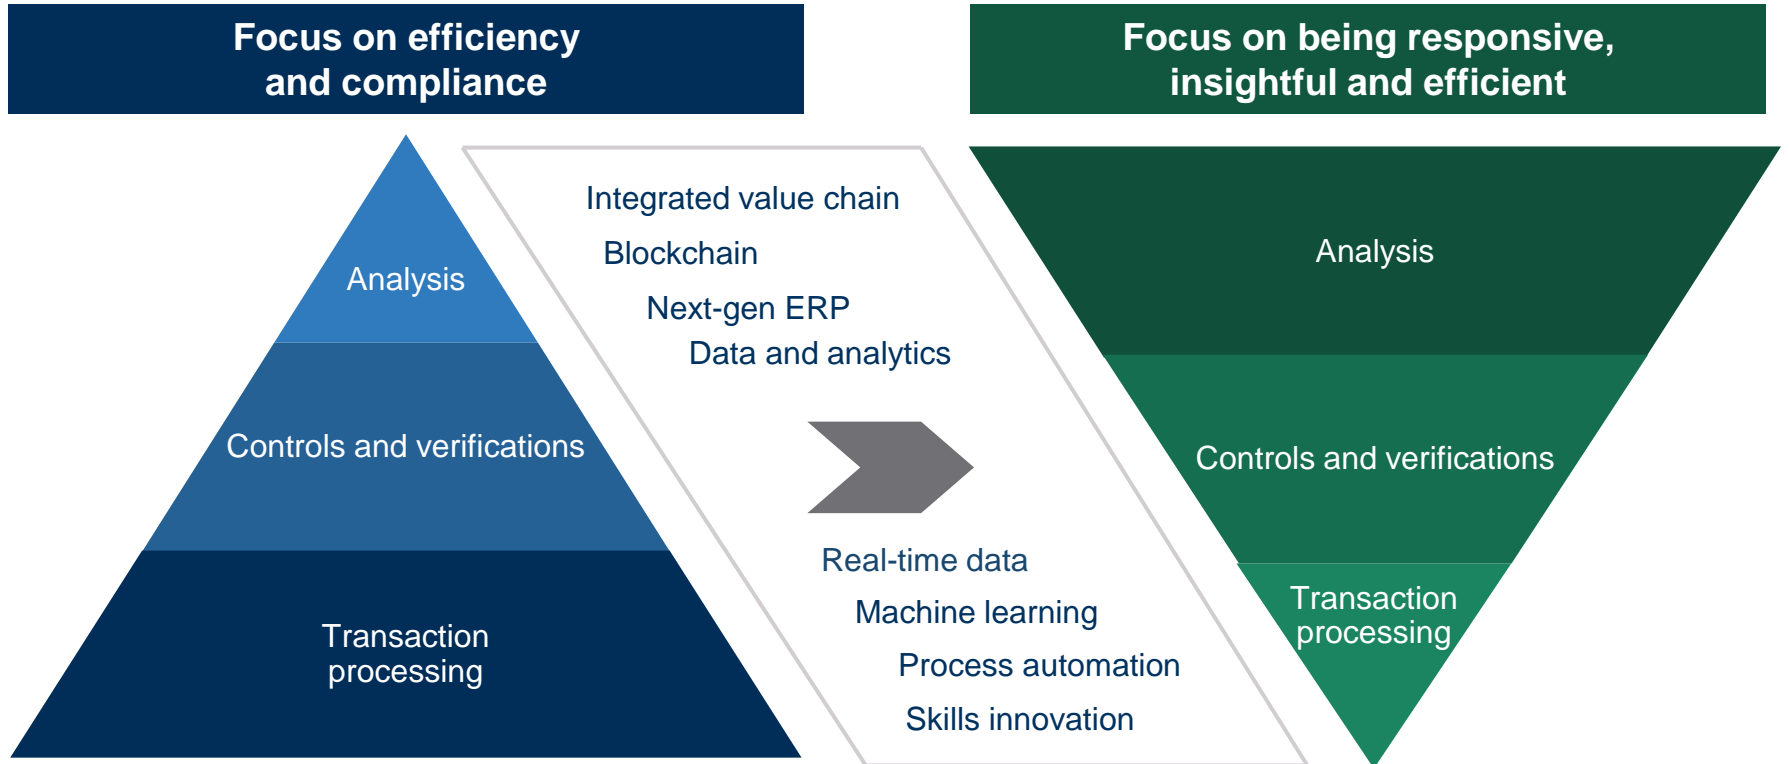 Focus on efficiency
and compliance
Focus on being responsive,
insightful and efficient
Analysis
Controls and verifications
Transaction
processing
Integrated value chain
Blockchain
Next-gen ERP
Data and analytics
Real-time data
Machine learning
Process automation
Skills innovation
Analysis
Controls and verifications
Transaction
processing